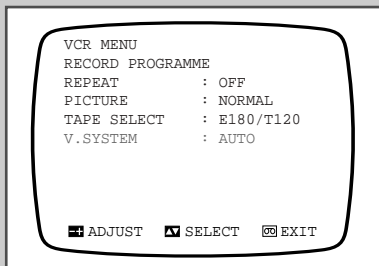 VCR MENU
RECORD PROGRAMME
REPEAT : OFF
PICTURE : NORMAL
TAPE SELECT : E180/T120
V.SYSTEM : AUTO
-+ ADJUST ▲▼ SELECT EXIT